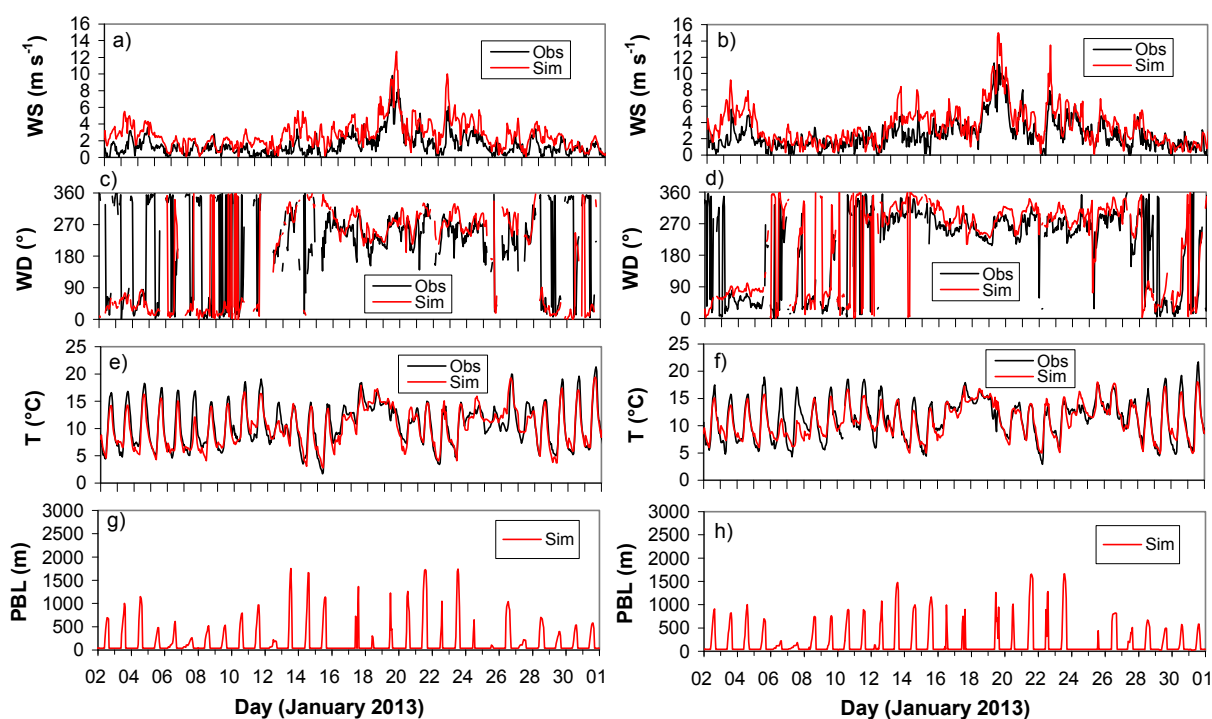 a)
WS (m s⁻¹)
16
14
12
10
8
6
4
2
0
Obs
Sim
b)
WS (m s⁻¹)
16
14
12
10
8
6
4
2
0
Obs
Sim
c)
WD (°)
360
270
180
90
0
Obs
Sim
d)
WD (°)
360
270
180
90
0
Obs
Sim
e)
T (°C)
25
20
15
10
5
0
Obs
Sim
f)
T (°C)
25
20
15
10
5
0
Obs
Sim
g)
PBL (m)
3000
2500
2000
1500
1000
500
0
Sim
02 04 06 08 10 12 14 16 18 20 22 24 26 28 30 01
Day (January 2013)
h)
PBL (m)
3000
2500
2000
1500
1000
500
0
Sim
02 04 06 08 10 12 14 16 18 20 22 24 26 28 30 01
Day (January 2013)